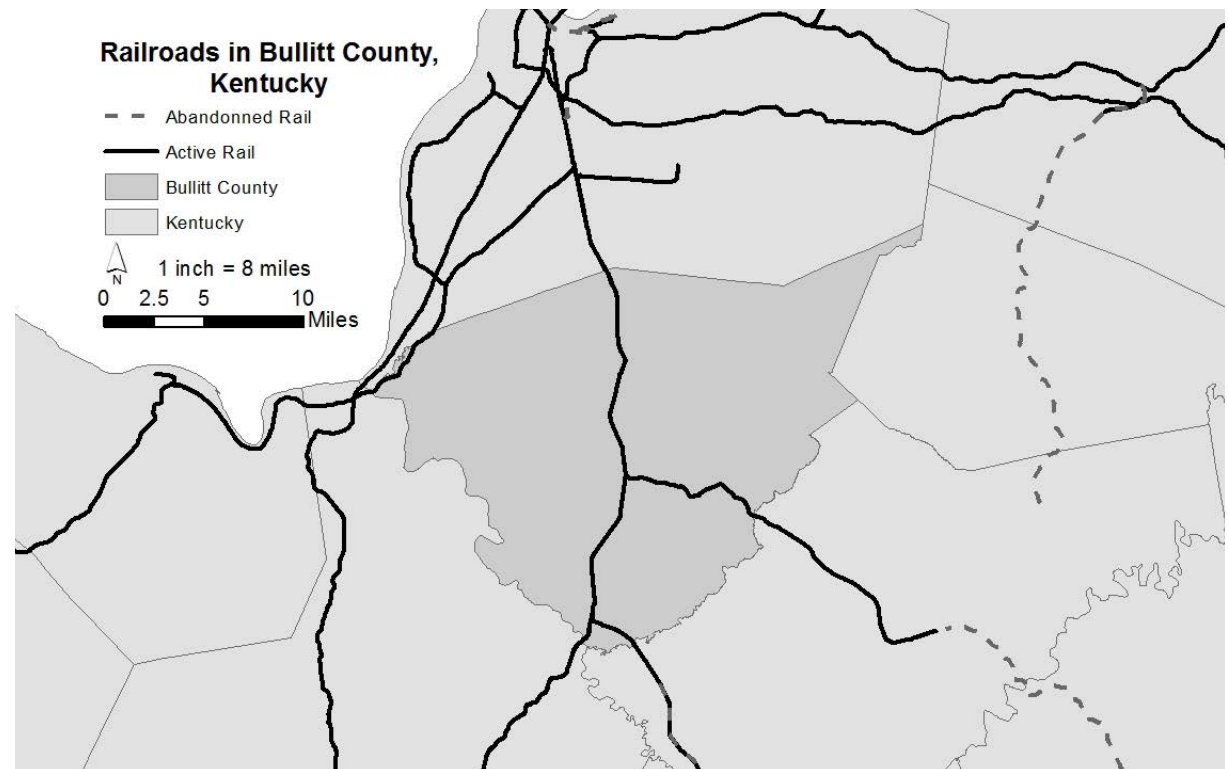 Railroads in Bullitt County,
Kentucky
Abandonned Rail
Active Rail
Bullitt County
Kentucky
N
1 inch = 8 miles
0 2.5 5 10
Miles